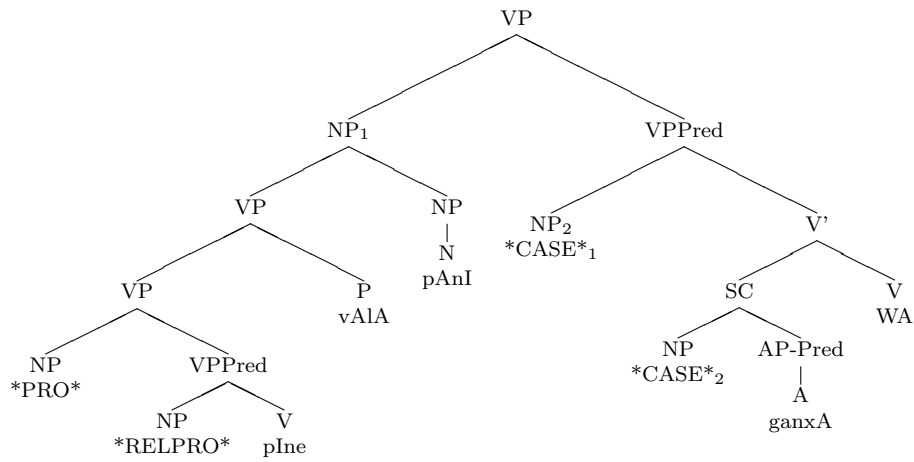 VP
NP₁ VPPred
VP NP NP₂ V'
*CASE*₁
N
pAnI
VP P SC V
vAlA WA
NP VPPred NP AP-Pred
*PRO* *CASE*₂
A
NP V ganxA
*RELPRO* pIne